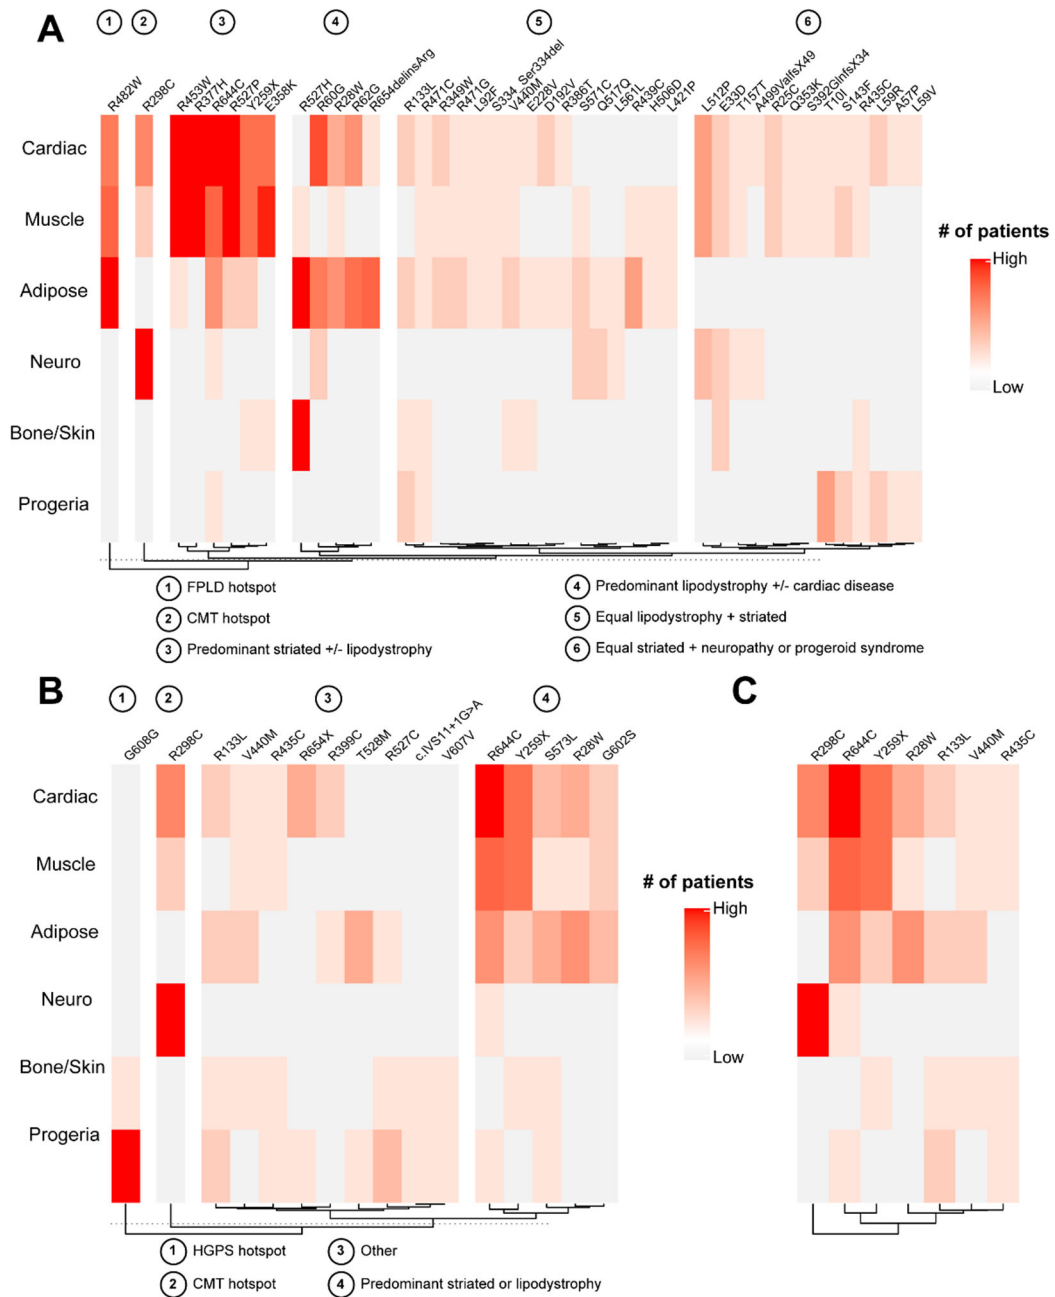 A
1 2 3 4 5 6
R482W R298C R453W R377H R644C R527P Y259X E358K R527H R60G R28W R62G R654delinsArg R133L R471C R349W R471G L92F S334_Ser334del V440M E228V D192V R386T S571C Q517Q L561L R439C H506D L421P L512P E33D T157T A499ValfsX49 R25C Q353K S392GlnfsX34 T10I S143F R435C L59R A57P L59V
Cardiac
Muscle
Adipose
Neuro
Bone/Skin
Progeria
# of patients
High
Low
1 FPLD hotspot
2 CMT hotspot
3 Predominant striated +/- lipodystrophy
4 Predominant lipodystrophy +/- cardiac disease
5 Equal lipodystrophy + striated
6 Equal striated + neuropathy or progeroid syndrome
B
1 2 3 4
G608G R298C R133L V440M R435C R654X R399C T528M R527C c.IVS11+1G>A V607V R644C Y259X S573L R28W G602S
Cardiac
Muscle
Adipose
Neuro
Bone/Skin
Progeria
# of patients
High
Low
1 HGPS hotspot
2 CMT hotspot
3 Other
4 Predominant striated or lipodystrophy
C
R298C R644C Y259X R28W R133L V440M R435C